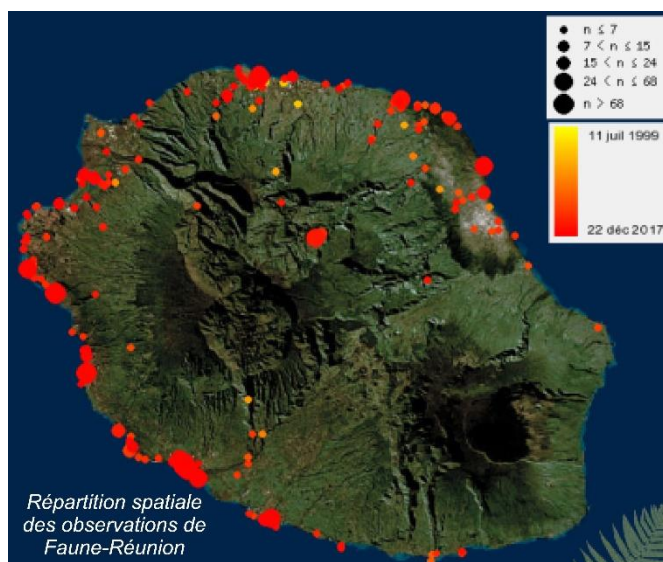 n ≤ 7
7 < n ≤ 15
15 < n ≤ 24
24 < n ≤ 68
n > 68
11 juil 1999
22 déc 2017
Répartition spatiale
des observations de
Faune-Réunion